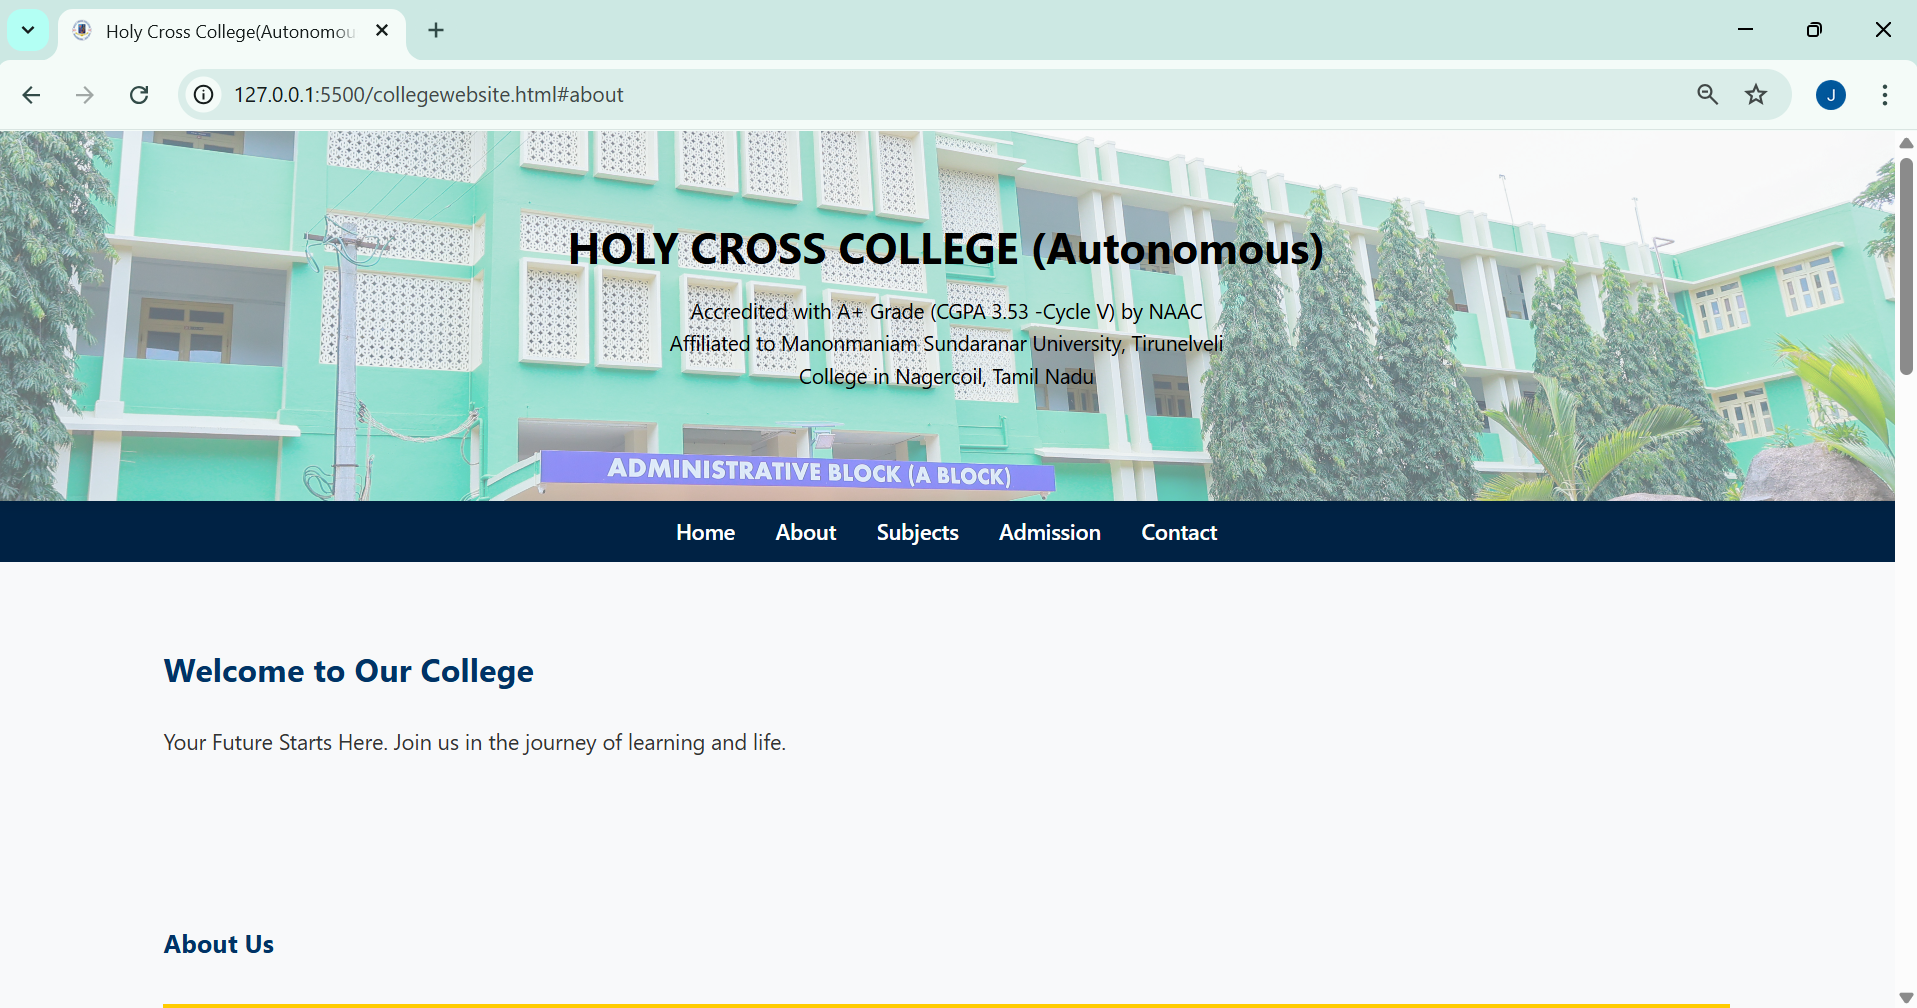 Holy Cross College(Autonomou
127.0.0.1:5500/collegewebsite.html#about
J
HOLY CROSS COLLEGE (Autonomous)
Accredited with A+ Grade (CGPA 3.53 -Cycle V) by NAAC
Affiliated to Manonmaniam Sundaranar University, Tirunelveli
College in Nagercoil, Tamil Nadu
ADMINISTRATIVE BLOCK (A BLOCK)
Home About Subjects Admission Contact
Welcome to Our College
Your Future Starts Here. Join us in the journey of learning and life.
About Us